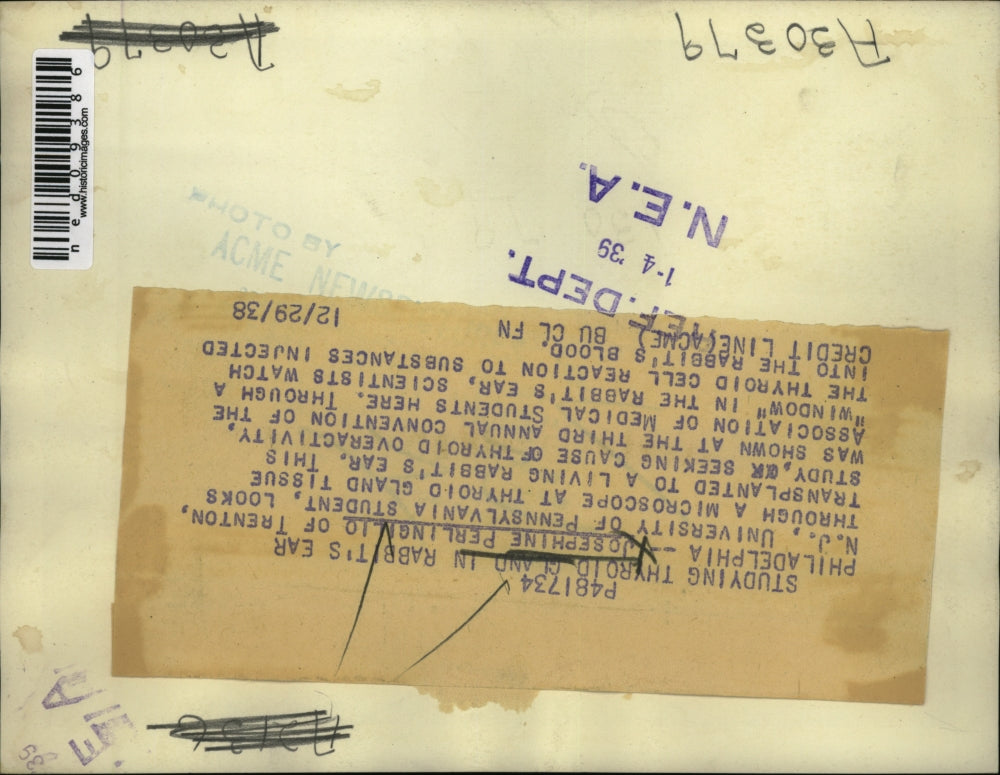 P481734
STUDYING THYROID GLAND IN RABBIT'S EAR
PHILADELPHIA -- JOSEPHINE PERLINGIO OF TRENTON,
N.J., UNIVERSITY OF PENNSYLVANIA STUDENT, LOOKS
THROUGH A MICROSCOPE AT THYROID GLAND TISSUE
TRANSPLANTED TO A LIVING RABBIT'S EAR. THIS
STUDY, SEEKING CAUSE OF THYROID OVERACTIVITY,
WAS SHOWN AT THE THIRD ANNUAL CONVENTION OF THE
ASSOCIATION OF MEDICAL STUDENTS HERE. THROUGH A
"WINDOW" IN THE RABBIT'S EAR, SCIENTISTS WATCH
THE THYROID CELL REACTION TO SUBSTANCES INJECTED
INTO THE RABBIT'S BLOOD.
CREDIT LINE (ACME) BU CL FN 12/29/38
REF. DEPT.
1-4 '39
N.E.A.
A30379
A30379
PHOTO BY
ACME
ned09386
www.historicimages.com